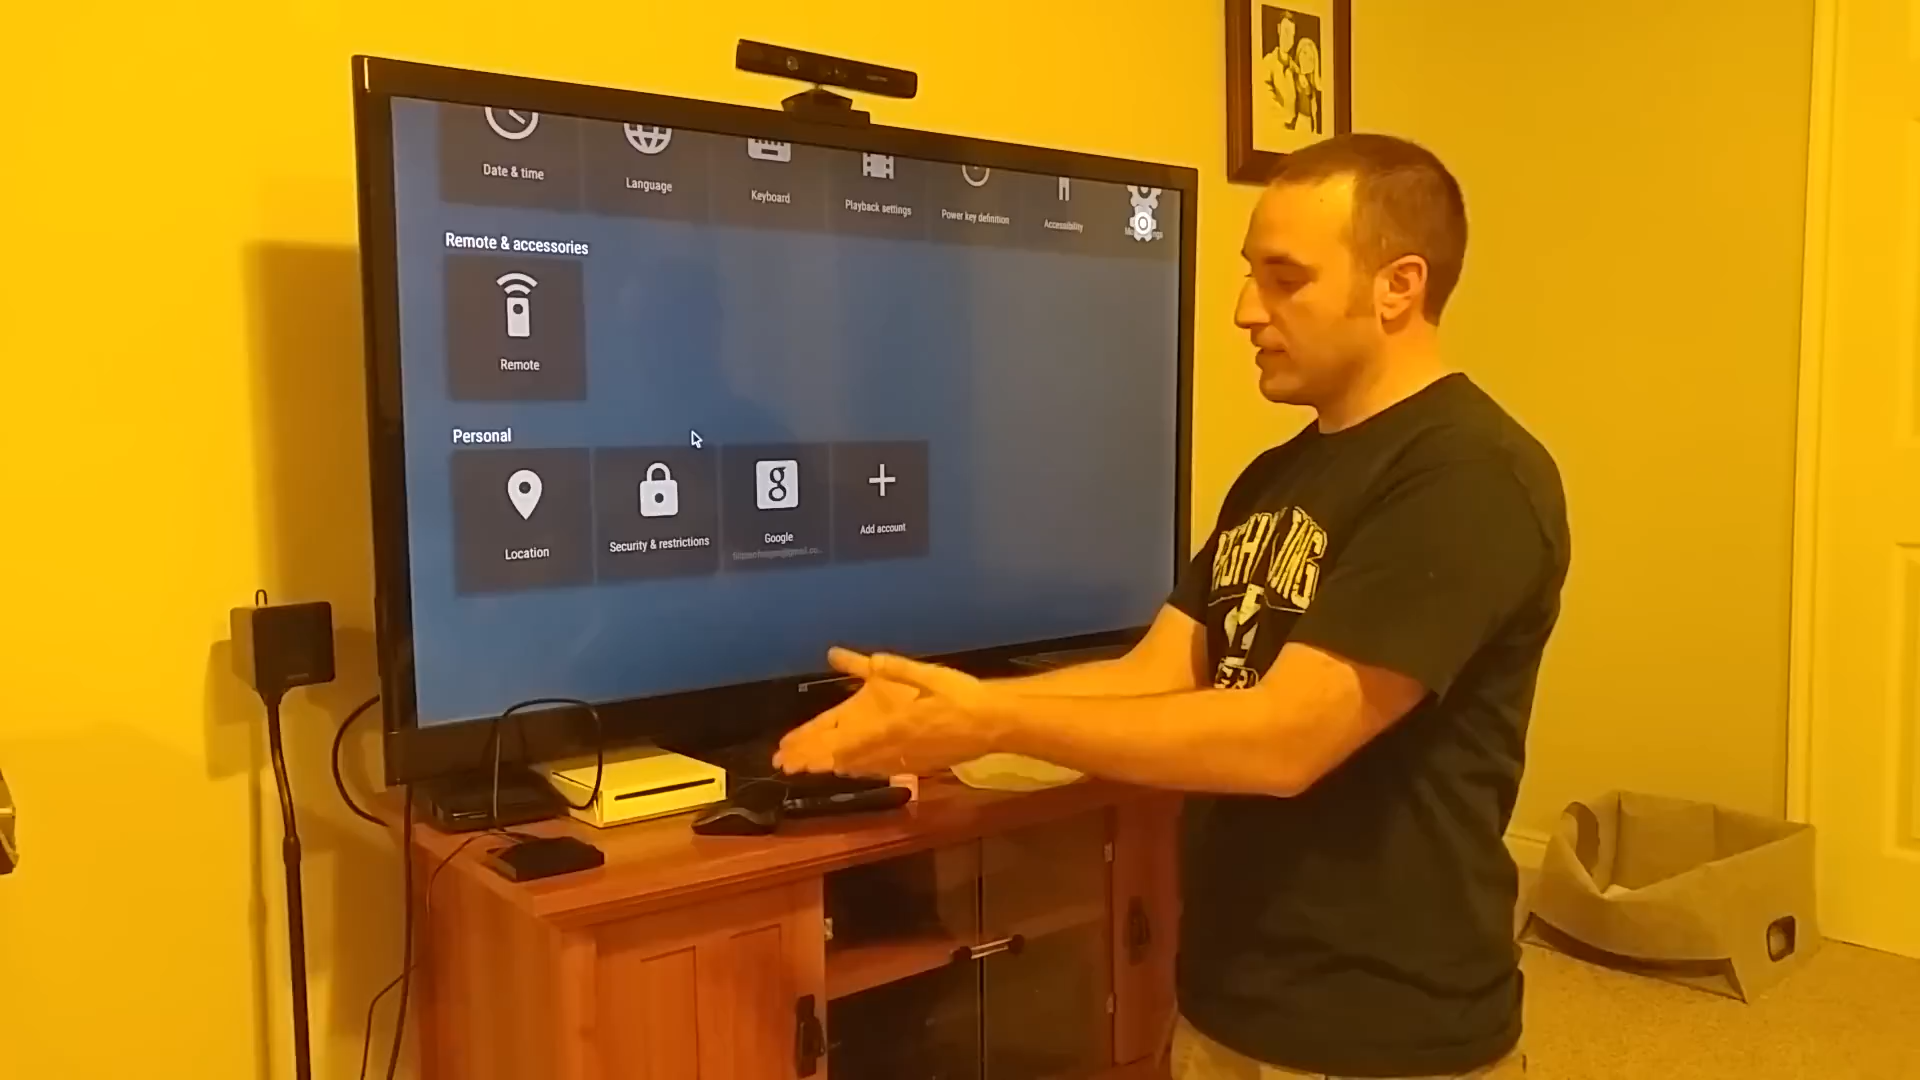 Date & time
Language
Keyboard
Playback settings
Power key definition
Accessibility
Remote & accessories
Remote
Personal
Location
Security & restrictions
Google
Add account